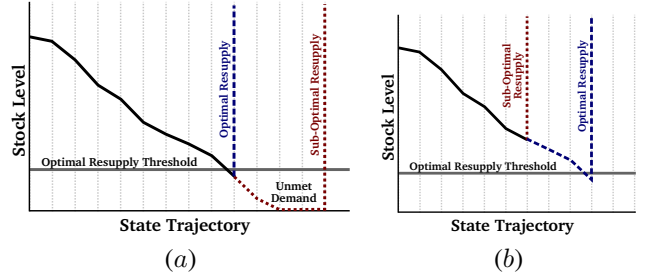 Stock Level
Optimal Resupply Threshold
Optimal Resupply
Sub-Optimal Resupply
Unmet
Demand
State Trajectory
(a)
Stock Level
Optimal Resupply Threshold
Sub-Optimal
Resupply
Optimal Resupply
State Trajectory
(b)